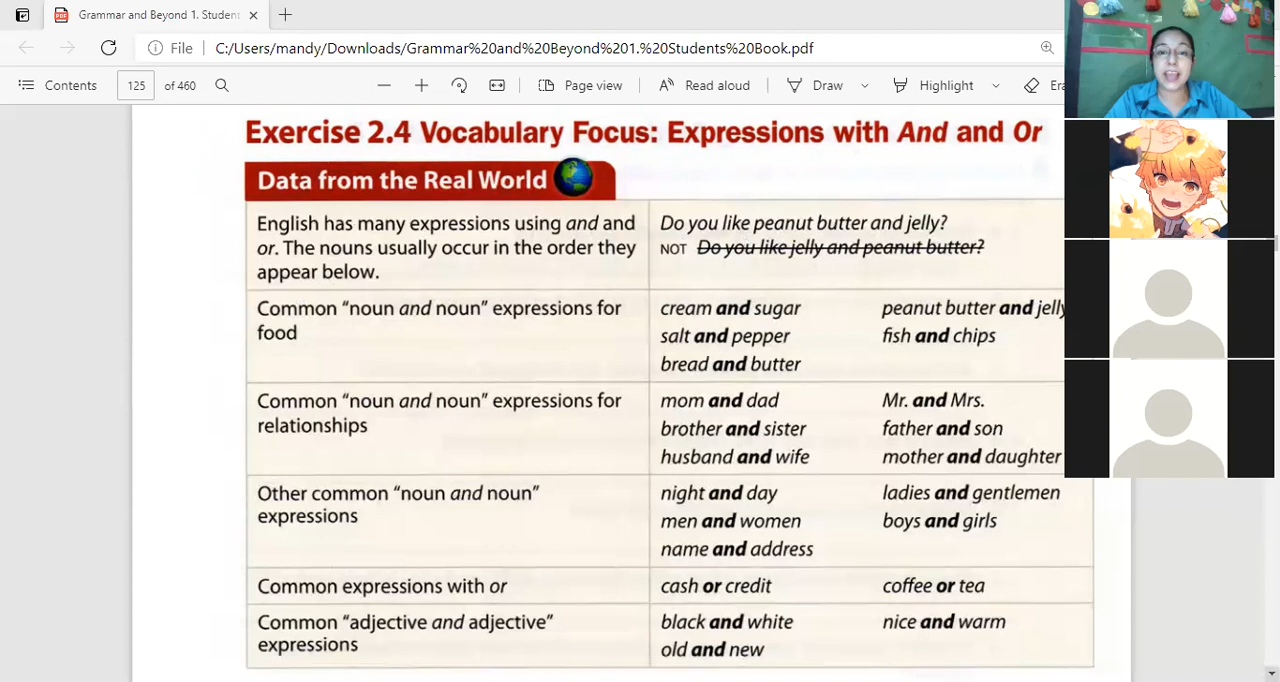 Grammar and Beyond 1. Student
File
C:/Users/mandy/Downloads/Grammar%20and%20Beyond%201.%20Students%20Book.pdf
Contents
125
of 460
Page view
Read aloud
Draw
Highlight
Era
Exercise 2.4 Vocabulary Focus: Expressions with And and Or
Data from the Real World
English has many expressions using and and
or. The nouns usually occur in the order they
appear below.
Do you like peanut butter and jelly?
NOT Do you like jelly and peanut butter?
Common “noun and noun” expressions for
food
cream and sugar
peanut butter and jelly
salt and pepper
fish and chips
bread and butter
Common “noun and noun” expressions for
relationships
mom and dad
Mr. and Mrs.
brother and sister
father and son
husband and wife
mother and daughter
Other common “noun and noun”
expressions
night and day
ladies and gentlemen
men and women
boys and girls
name and address
Common expressions with or
cash or credit
coffee or tea
Common “adjective and adjective”
expressions
black and white
nice and warm
old and new